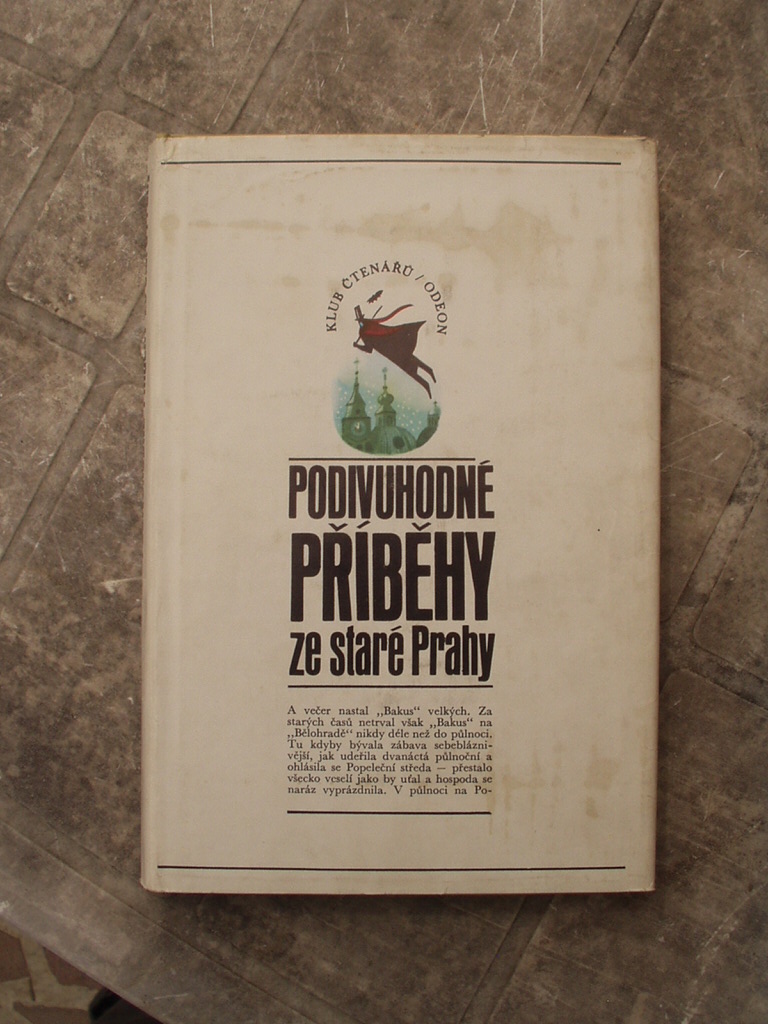 KLUB ČTENÁŘŮ / ODEON
PODIVUHODNÉ
PŘÍBĚHY
ze staré Prahy
A večer nastal „Bakus“ velkých. Za
starých časů netrval však „Bakus“ na
„Bělohradě“ nikdy déle než do půlnoci.
Tu kdyby bývala zábava sebeblázni-
vější, jak udeřila dvanáctá půlnoční a
ohlásila se Popeleční středa — přestalo
všecko veselí jako by uťal a hospoda se
naráz vyprázdnila. V půlnoci na Po-